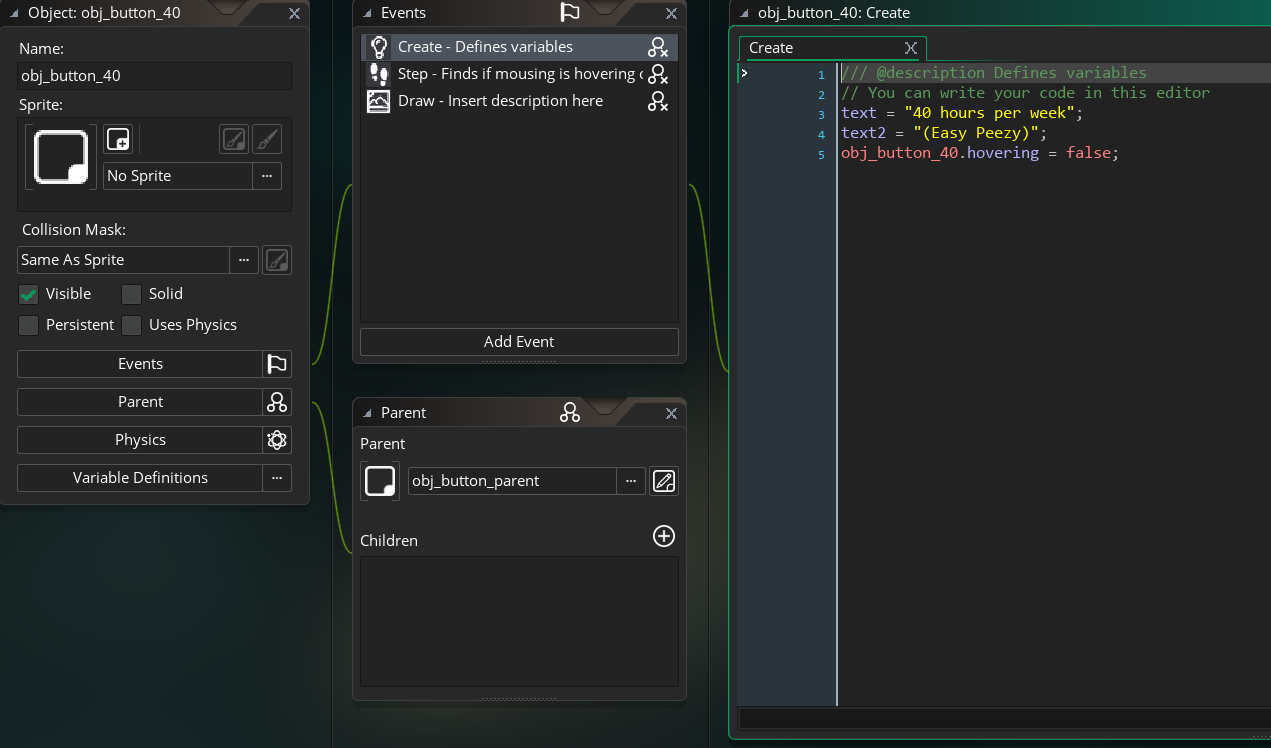 Object: obj_button_40
Name:
obj_button_40
Sprite:
No Sprite
...
Collision Mask:
Same As Sprite
...
Visible
Solid
Persistent
Uses Physics
Events
Parent
Physics
Variable Definitions
...
Events
Create - Defines variables
Step - Finds if mousing is hovering
Draw - Insert description here
Add Event
Parent
Parent
obj_button_parent
...
Children
obj_button_40: Create
Create
1 /// @description Defines variables
2 // You can write your code in this editor
3 text = "40 hours per week";
4 text2 = "(Easy Peezy)";
5 obj_button_40.hovering = false;